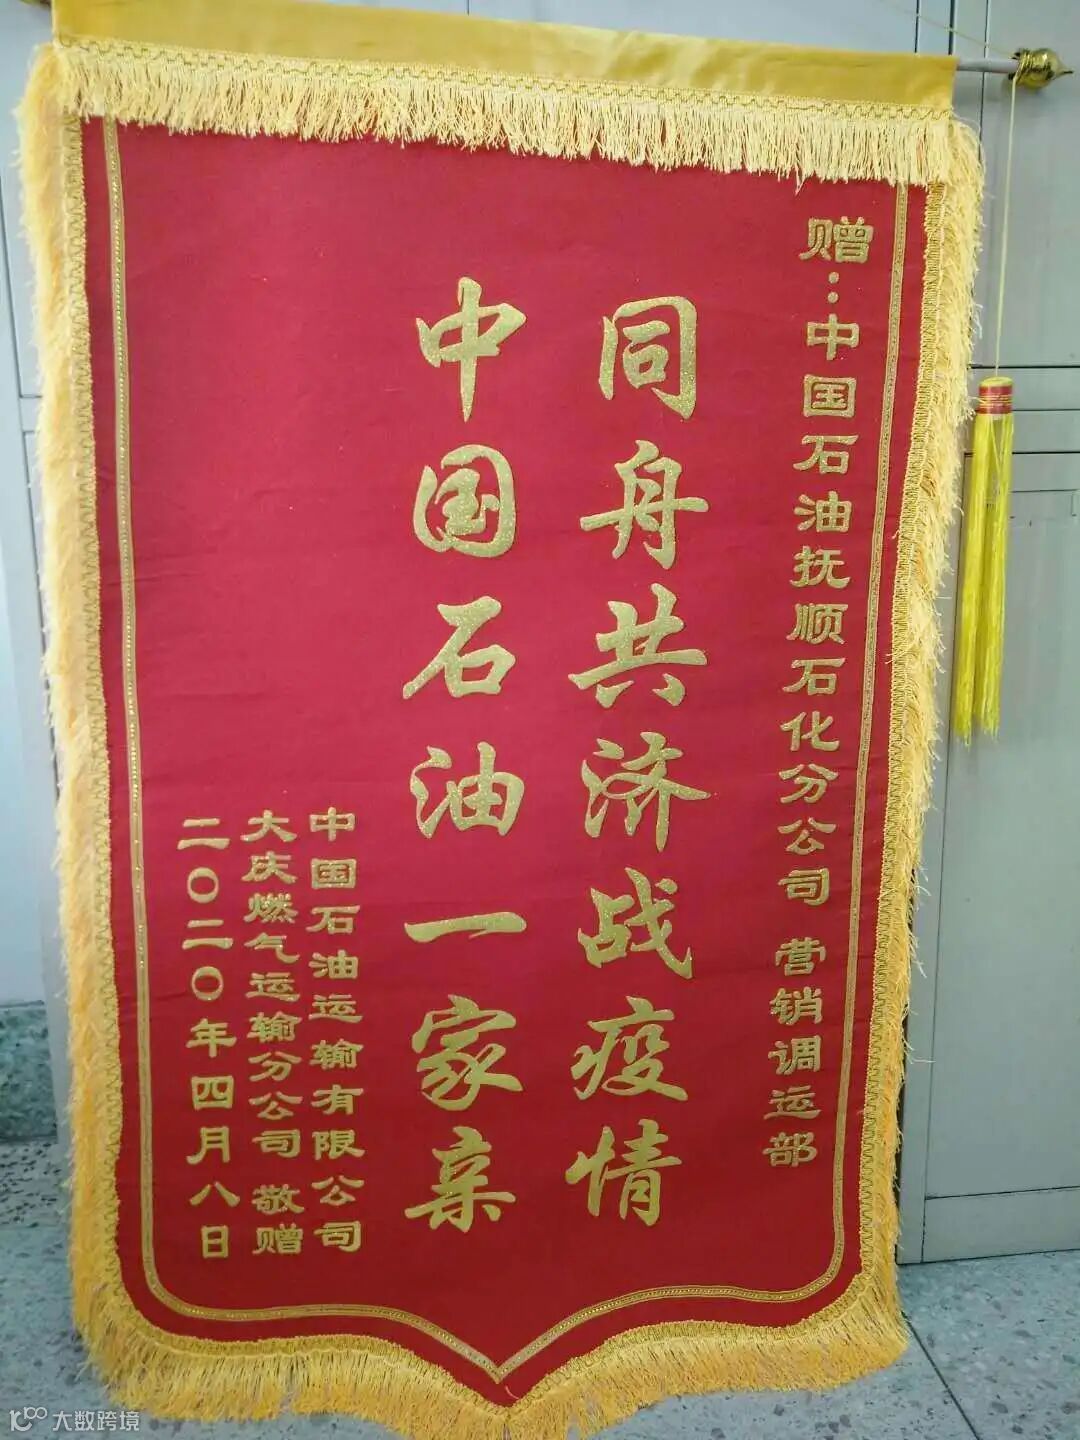 赠：中国石油抚顺石化分公司 营销调运部
同舟共济战疫情
中国石油一家亲
中国石油运输有限公司
大庆燃气运输分公司 敬赠
二〇二〇年四月八日
大数跨境